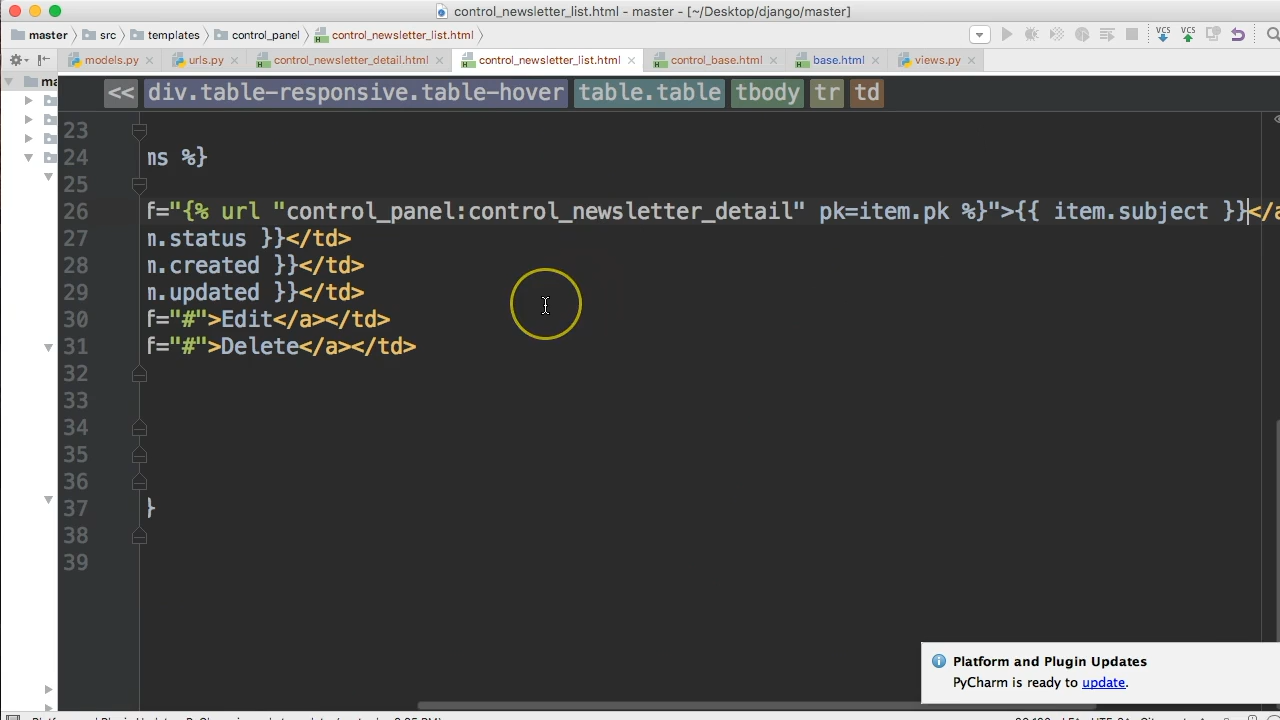 control_newsletter_list.html - master - [~/Desktop/django/master]
master src templates control_panel control_newsletter_list.html
VCS VCS
models.py urls.py control_newsletter_detail.html control_newsletter_list.html control_base.html base.html views.py
ma
<< div.table-responsive.table-hover table.table tbody tr td
23
24 ms %}
25
26 f="{% url "control_panel:control_newsletter_detail" pk=item.pk %}">{{ item.subject }}</a
27 m.status }}</td>
28 m.created }}</td>
29 m.updated }}</td>
30 f="#">Edit</a></td>
31 f="#">Delete</a></td>
32
33
34
35
36
37 }
38
39
Platform and Plugin Updates
PyCharm is ready to update.